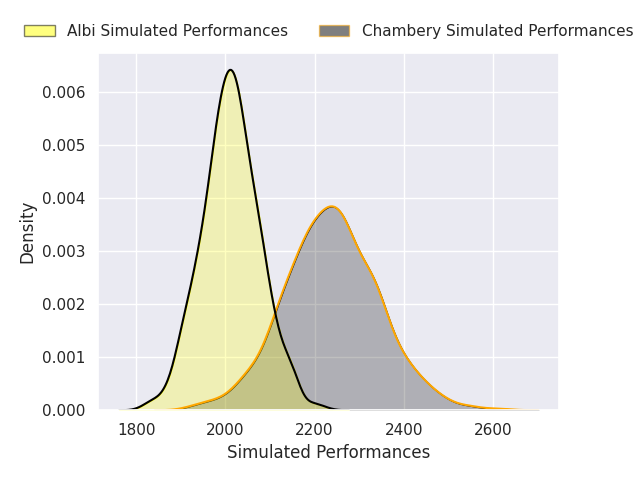 Albi Simulated Performances Chambery Simulated Performances
0.006
0.005
0.004
0.003
0.002
0.001
0.000
Density
1800 2000 2200 2400 2600
Simulated Performances